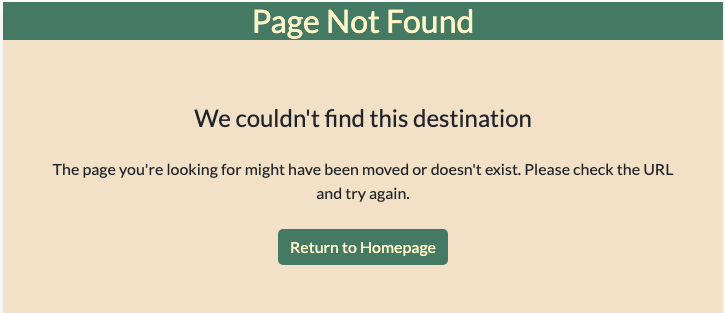 Page Not Found
We couldn't find this destination
The page you're looking for might have been moved or doesn't exist. Please check the URL
and try again.
Return to Homepage